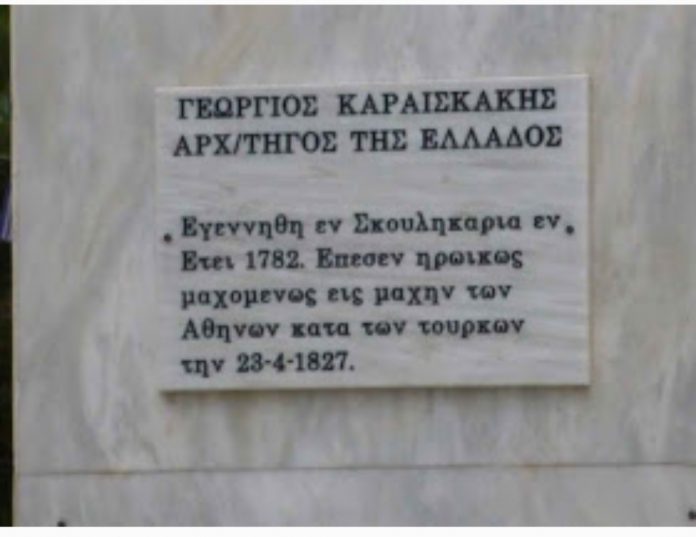 ΓΕΩΡΓΙΟΣ ΚΑΡΑΙΣΚΑΚΗΣ
ΑΡΧ/ΤΗΓΟΣ ΤΗΣ ΕΛΛΑΔΟΣ
Εγεννηθη εν Σκουληκαρια εν
Ετει 1782. Επεσεν ηρωικως
μαχομενως εις μαχην των
Αθηνων κατα των τουρκων
την 23-4-1827.